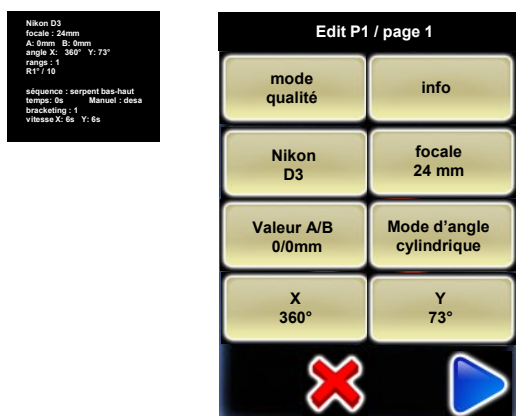 Nikon D3
focale : 24mm
A: 0mm B: 0mm
angle X: 360° Y: 73°
rangs : 1
R1° / 10
séquence : serpent bas-haut
temps: 0s Manuel : desa
bracketing : 1
vitesse X: 6s Y: 6s
Edit P1 / page 1
mode
qualité
info
Nikon
D3
focale
24 mm
Valeur A/B
0/0mm
Mode d'angle
cylindrique
X
360°
Y
73°